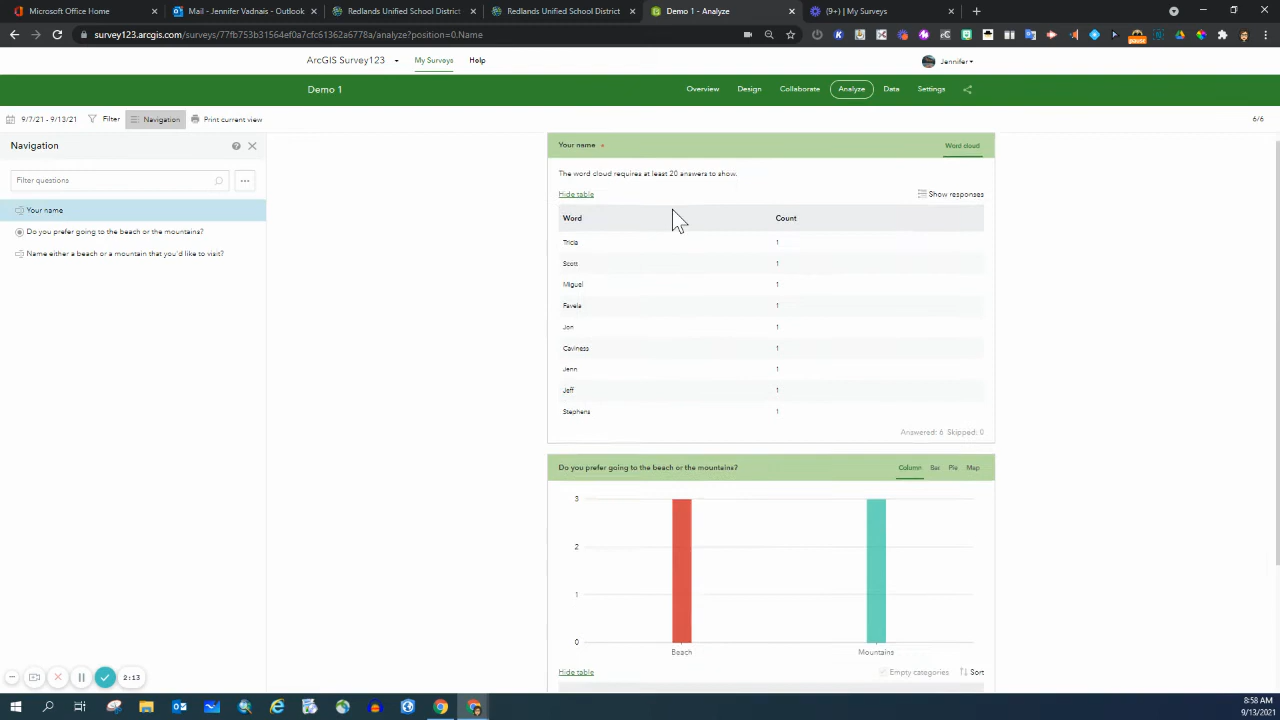 Microsoft Office Home
Mail - Jennifer Vadnais - Outlook
Redlands Unified School District
Redlands Unified School District
Demo 1 - Analyze
(9+) My Surveys
survey123.arcgis.com/surveys/77fb753b31564ef07ac0c316262a6778a/analyze?position=0.Name
pause
ArcGIS Survey123
My Surveys
Help
Jennifer
Demo 1
Overview
Design
Collaborate
Analyze
Data
Settings
9/7/21 - 9/13/21
Filter
Navigation
Print current view
6/6
Navigation
Filter questions
Your name
Do you prefer going to the beach or the mountains?
Name either a beach or a mountain that you'd like to visit?
Your name *
Word cloud
The word cloud requires at least 20 answers to show.
Hide table
Show responses
Word Count
Tricia 1
Scott 1
Miguel 1
Favela 1
Jon 1
Caviness 1
Jenn 1
Jeff 1
Stephens 1
Answered: 6 Skipped: 0
Do you prefer going to the beach or the mountains?
Column Bar Pie Map
3
2
1
0
Beach
Mountains
Hide table
Empty categories
Sort
2:13
8:58 AM
9/13/2021